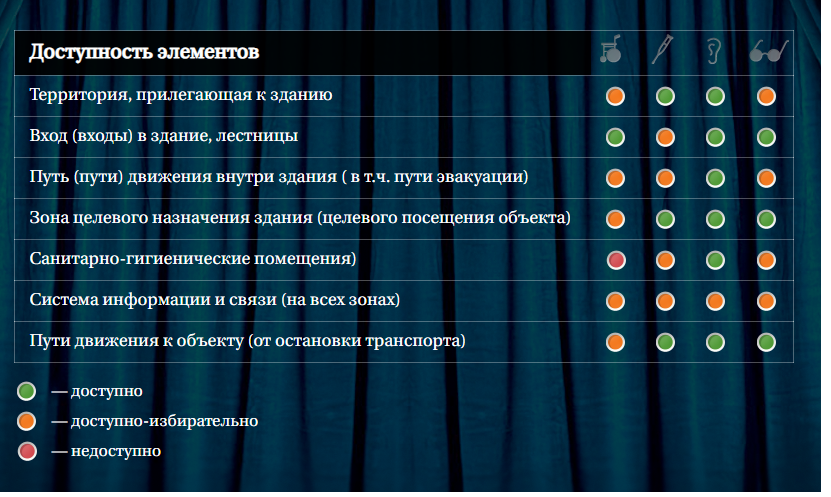 Доступность элементов
Территория, прилегающая к зданию
Вход (входы) в здание, лестницы
Путь (пути) движения внутри здания ( в т.ч. пути эвакуации)
Зона целевого назначения здания (целевого посещения объекта)
Санитарно-гигиенические помещения)
Система информации и связи (на всех зонах)
Пути движения к объекту (от остановки транспорта)
— доступно
— доступно-избирательно
— недоступно